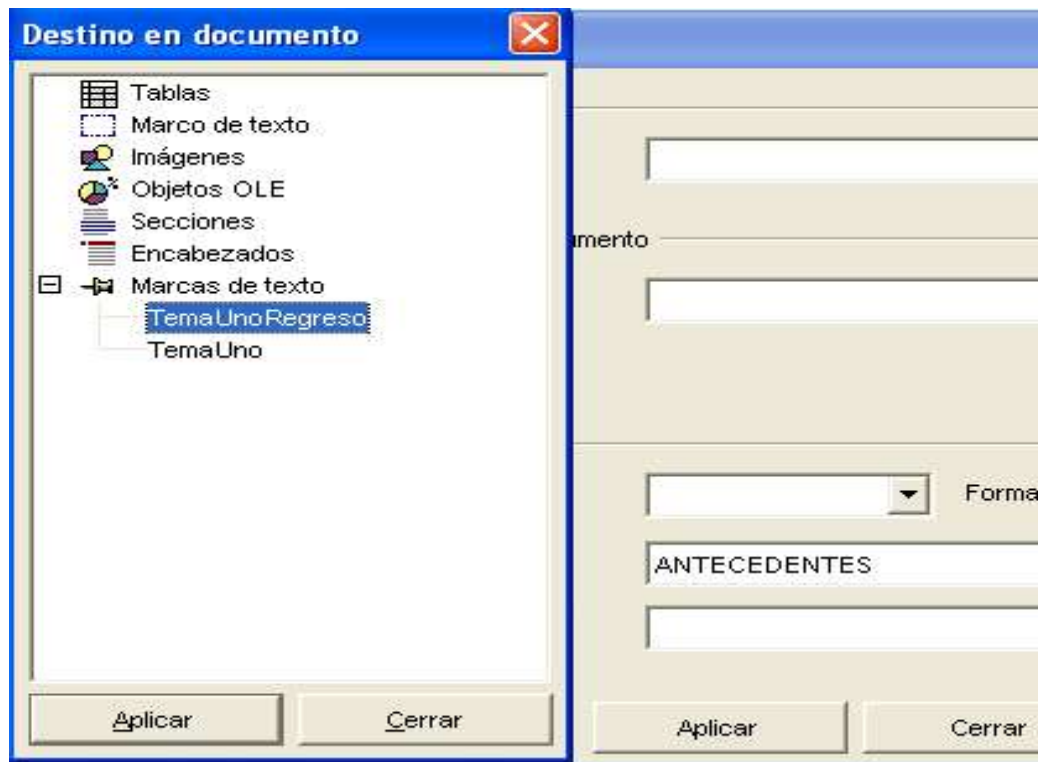 Destino en documento
Tablas
Marco de texto
Imágenes
Objetos OLE
Secciones
Encabezados
Marcas de texto
TemaUnoRegreso
TemaUno
Aplicar
Cerrar
umento
Forma
ANTECEDENTES
Aplicar
Cerrar